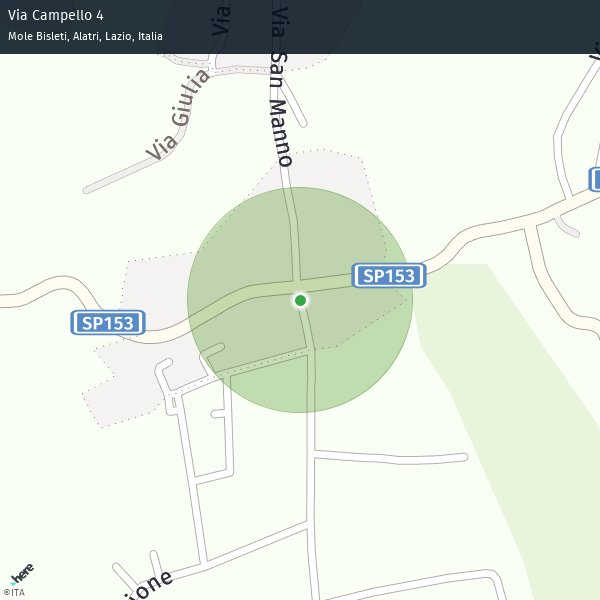 Via Campello 4
Mole Bisleti, Alatri, Lazio, Italia
Via
Via San Manno
Via Giulia
SP153
SP153
ione
here
©ITA